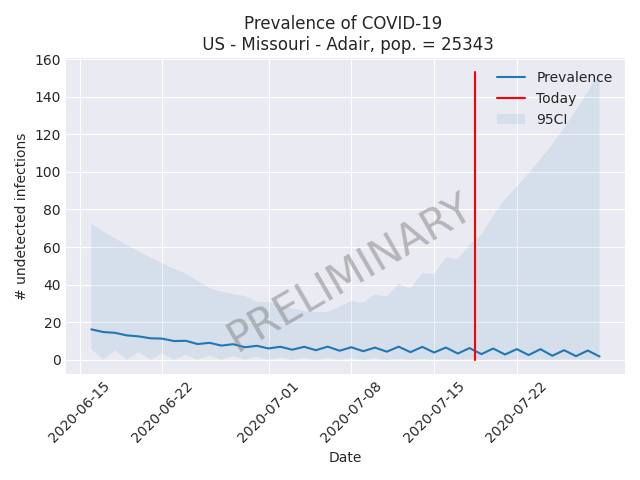 Prevalence of COVID-19
US - Missouri - Adair, pop. = 25343
# undetected infections
160
140
120
100
80
60
40
20
0
Prevalence
Today
95CI
PRELIMINARY
2020-06-15
2020-06-22
2020-07-01
2020-07-08
2020-07-15
2020-07-22
Date